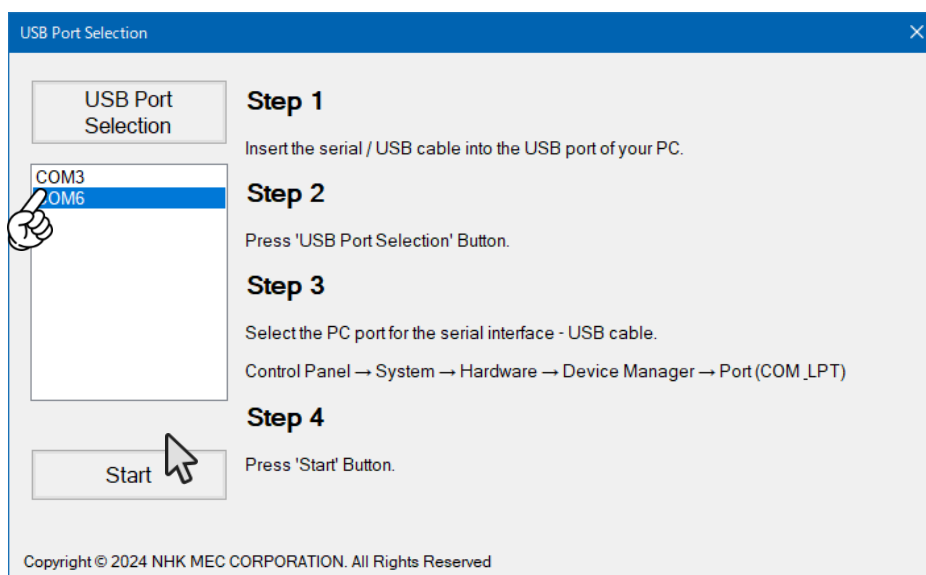 USB Port Selection
USB Port
Selection
COM3
COM6
Start
Step 1
Insert the serial / USB cable into the USB port of your PC.
Step 2
Press 'USB Port Selection' Button.
Step 3
Select the PC port for the serial interface - USB cable.
Control Panel → System → Hardware → Device Manager → Port (COM_LPT)
Step 4
Press 'Start' Button.
Copyright © 2024 NHK MEC CORPORATION. All Rights Reserved